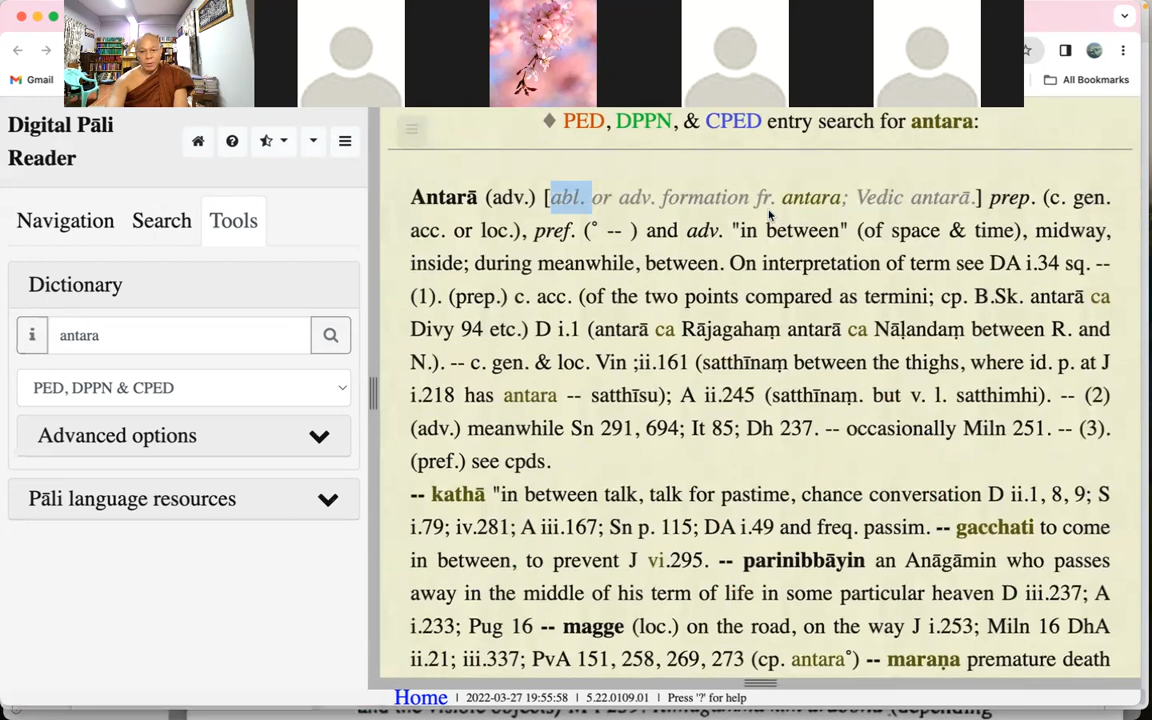 Gmail
All Bookmarks
Digital Pāli
Reader
Navigation Search Tools
Dictionary
antara
PED, DPPN & CPED
Advanced options
Pāli language resources
♦ PED, DPPN, & CPED entry search for antara:
Antarā (adv.) [abl. or adv. formation fr. antara; Vedic antarā.] prep. (c. gen.
acc. or loc.), pref. (° -- ) and adv. "in between" (of space & time), midway,
inside; during meanwhile, between. On interpretation of term see DA i.34 sq. --
(1). (prep.) c. acc. (of the two points compared as termini; cp. B.Sk. antarā ca
Divy 94 etc.) D i.1 (antarā ca Rājagahaṃ antarā ca Nāḷandaṃ between R. and
N.). -- c. gen. & loc. Vin ;ii.161 (satthīnaṃ between the thighs, where id. p. at J
i.218 has antara -- satthīsu); A ii.245 (satthīnaṃ. but v. l. satthimhi). -- (2)
(adv.) meanwhile Sn 291, 694; It 85; Dh 237. -- occasionally Miln 251. -- (3).
(pref.) see cpds.
-- kathā "in between talk, talk for pastime, chance conversation D ii.1, 8, 9; S
i.79; iv.281; A iii.167; Sn p. 115; DA i.49 and freq. passim. -- gacchati to come
in between, to prevent J vi.295. -- parinibbāyin an Anāgāmin who passes
away in the middle of his term of life in some particular heaven D iii.237; A
i.233; Pug 16 -- magge (loc.) on the road, on the way J i.253; Miln 16 DhA
ii.21; iii.337; PvA 151, 258, 269, 273 (cp. antara°) -- maraṇa premature death
Home | 2022-03-27 19:55:58 | 5.22.0109.01 | Press '?' for help